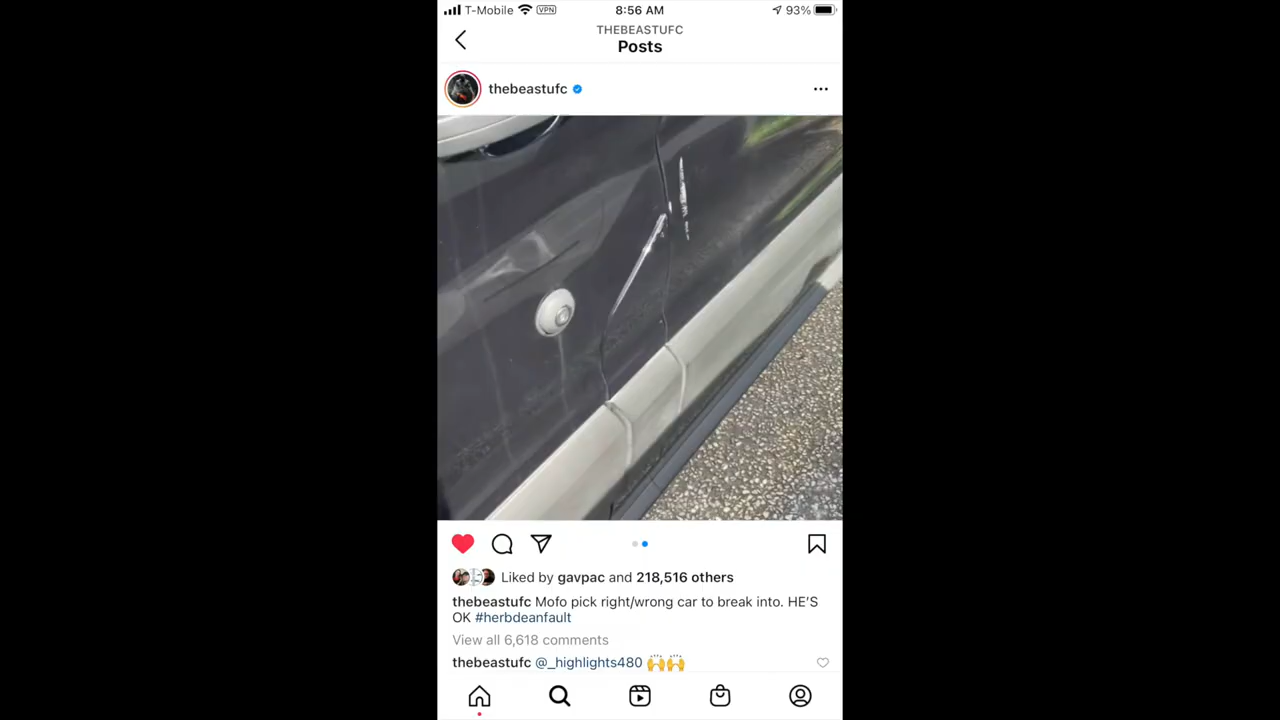 T-Mobile VPN 8:56 AM 93%
THEBEASTUFC
Posts
thebeastufc
Liked by gavpac and 218,516 others
thebeastufc Mofo pick right/wrong car to break into. HE'S
OK #herbdeanfault
View all 6,618 comments
thebeastufc @_highlights480 🙌🙌